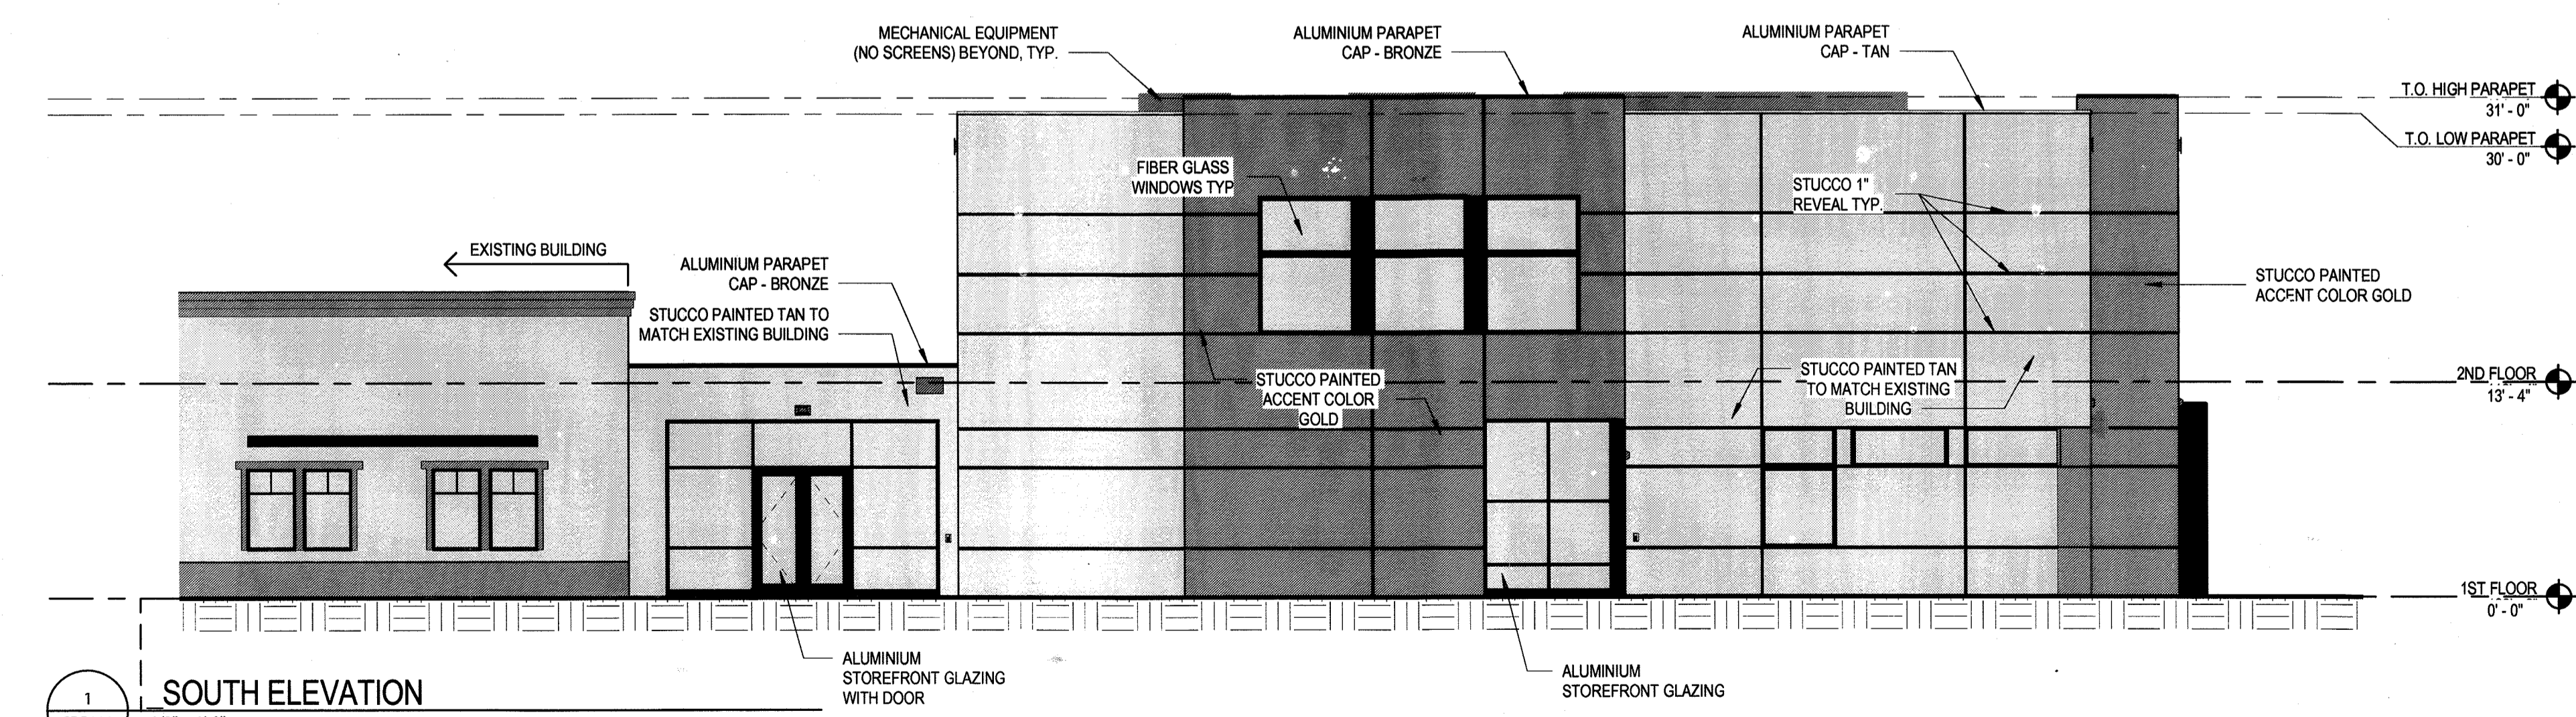 MECHANICAL EQUIPMENT
(NO SCREENS) BEYOND, TYP.
ALUMINIUM PARAPET
CAP - BRONZE
ALUMINIUM PARAPET
CAP - TAN
T.O. HIGH PARAPET
31' - 0"
T.O. LOW PARAPET
30' - 0"
FIBER GLASS
WINDOWS TYP
STUCCO 1"
REVEAL TYP.
EXISTING BUILDING
ALUMINIUM PARAPET
CAP - BRONZE
STUCCO PAINTED TAN TO
MATCH EXISTING BUILDING
STUCCO PAINTED
ACCENT COLOR GOLD
STUCCO PAINTED
ACCENT COLOR
GOLD
STUCCO PAINTED TAN
TO MATCH EXISTING
BUILDING
2ND FLOOR
13' - 4"
1ST FLOOR
0' - 0"
ALUMINIUM
STOREFRONT GLAZING
WITH DOOR
ALUMINIUM
STOREFRONT GLAZING
1
SOUTH ELEVATION